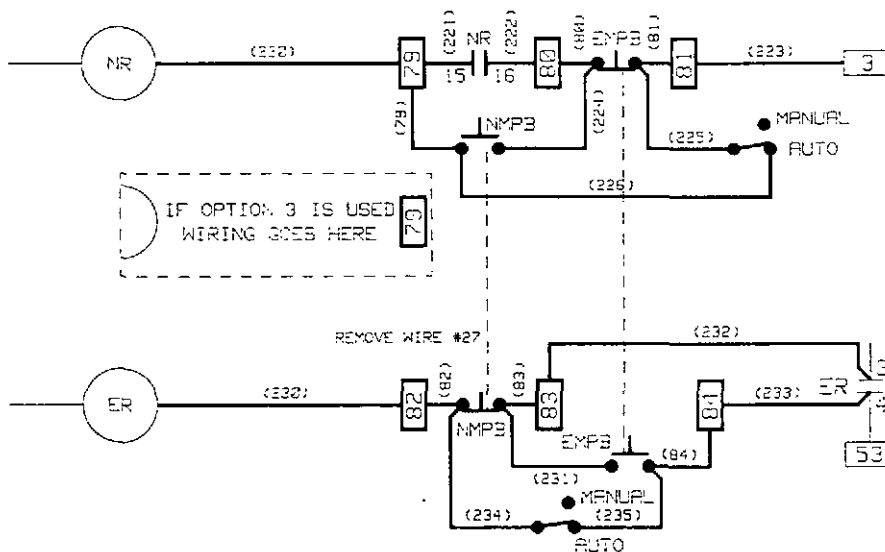 (221) NR (222) (80) EMPB (81)
NR (220) 79 15 16 80 81 (223) 3
(79) NMPB (224) (225) MANUAL
AUTO
(226)
IF OPTION 3 IS USED
WIRING GOES HERE
79
REMOVE WIRE #27
(232)
ER (230) 82 (82) (83) 83 84 (233) ER
NMPB
EMPB
(84)
53
(231)
MANUAL
(234) (235)
AUTO